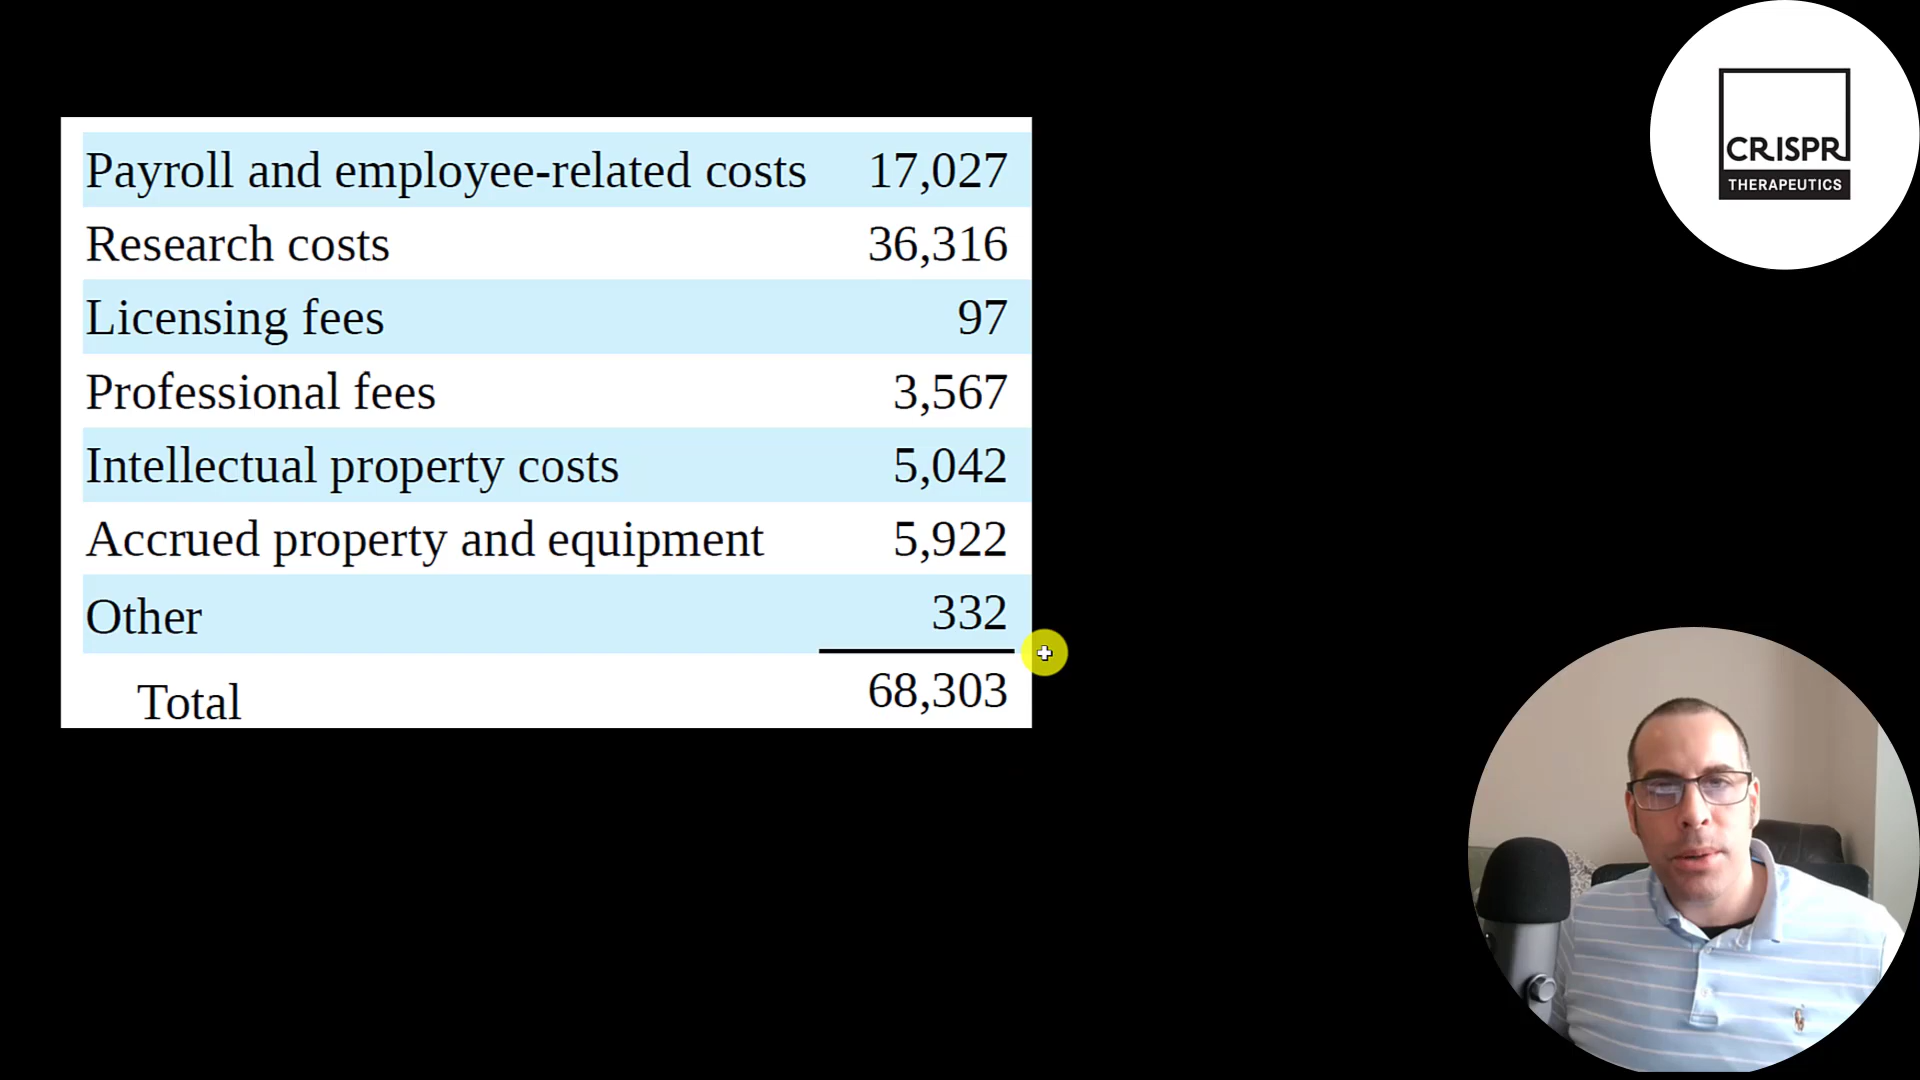 Payroll and employee-related costs 17,027
Research costs 36,316
Licensing fees 97
Professional fees 3,567
Intellectual property costs 5,042
Accrued property and equipment 5,922
Other 332
Total 68,303
CRISPR
THERAPEUTICS